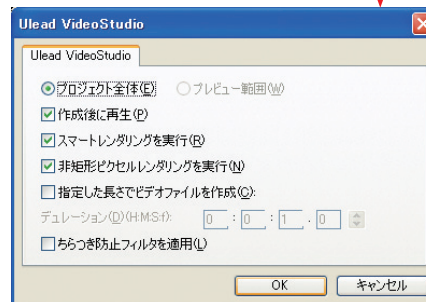 Ulead VideoStudio
Ulead VideoStudio
プロジェクト全体(E) プレビュー範囲(W)
作成後に再生(P)
スマートレンダリングを実行(R)
非矩形ピクセルレンダリングを実行(N)
指定した長さでビデオファイルを作成(C):
デュレーション(D)(H:M:S:f): 0 : 0 : 1 . 0
ちらつき防止フィルタを適用(L)
OK キャンセル